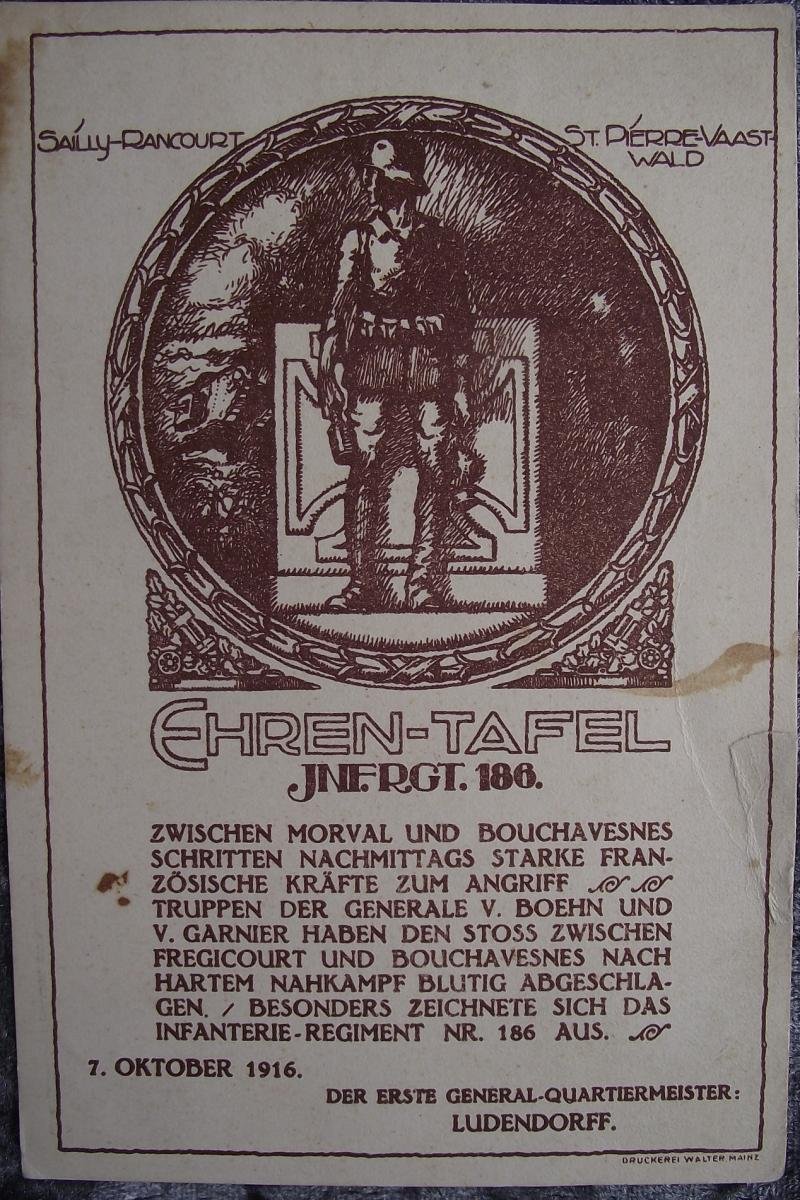 SAILLY-RANCOURT
ST. PIERRE-VAAST-
WALD
EHREN-TAFEL
JNF. RGT. 186.
ZWISCHEN MORVAL UND BOUCHAVESNES
SCHRITTEN NACHMITTAGS STARKE FRAN-
ZÖSISCHE KRÄFTE ZUM ANGRIFF
TRUPPEN DER GENERALE V. BOEHN UND
V. GARNIER HABEN DEN STOSS ZWISCHEN
FREGICOURT UND BOUCHAVESNES NACH
HARTEM NAHKAMPF BLUTIG ABGESCHLA-
GEN. / BESONDERS ZEICHNETE SICH DAS
INFANTERIE-REGIMENT NR. 186 AUS.
7. OKTOBER 1916.
DER ERSTE GENERAL-QUARTIERMEISTER:
LUDENDORFF.
DRUCKEREI WALTER MAINZ